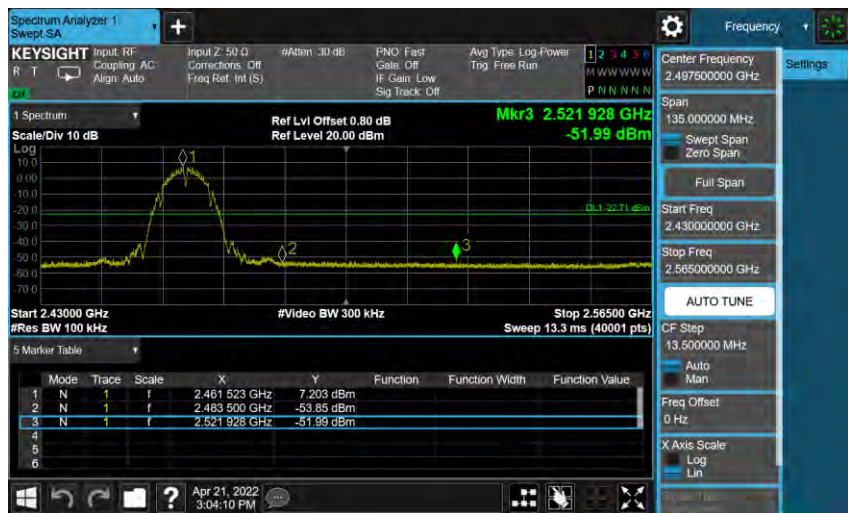 Spectrum Analyzer 1
Swept SA
+
Frequency
KEYSIGHT
R T
Input: RF
Coupling: AC
Align: Auto
Input Z: 50 Ω
Corrections: Off
Freq Ref: Int (S)
#Atten: 30 dB
PNO: Fast
Gate: Off
IF Gain: Low
Sig Track: Off
Avg Type: Log-Power
Trig: Free Run
1 2 3 4 5 6
M W W W W W
P N N N N N
1 Spectrum
Scale/Div 10 dB
Ref Lvl Offset 0.80 dB
Ref Level 20.00 dBm
Mkr3 2.521 928 GHz
-51.99 dBm
Log
10.0
0.00
-10.0
-20.0
-30.0
-40.0
-50.0
-60.0
-70.0
1
2
3
DL1 -22.71 dBm
Start 2.43000 GHz
#Res BW 100 kHz
#Video BW 300 kHz
Stop 2.56500 GHz
Sweep 13.3 ms (40001 pts)
5 Marker Table
Mode Trace Scale X Y Function Function Width Function Value
1 N 1 f 2.461 523 GHz 7.203 dBm
2 N 1 f 2.483 500 GHz -53.85 dBm
3 N 1 f 2.521 928 GHz -51.99 dBm
4
5
6
?
Apr 21, 2022
3:04:10 PM
Center Frequency
2.497500000 GHz
Settings
Span
135.000000 MHz
Swept Span
Zero Span
Full Span
Start Freq
2.430000000 GHz
Stop Freq
2.565000000 GHz
AUTO TUNE
CF Step
13.500000 MHz
Auto
Man
Freq Offset
0 Hz
X Axis Scale
Log
Lin